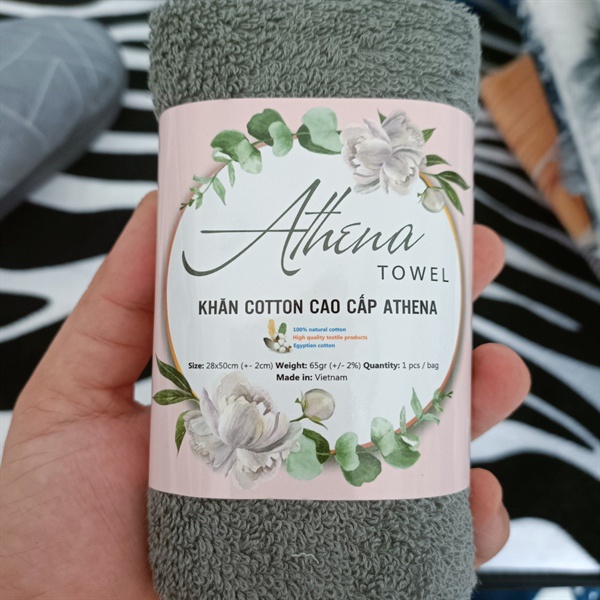 Athena
TOWEL
KHĂN COTTON CAO CẤP ATHENA
100% natural cotton
High quality textile products
Egyptian cotton
Size: 28x50cm (+- 2cm) Weight: 65gr (+/- 2%) Quantity: 1 pcs / bag
Made in: Vietnam